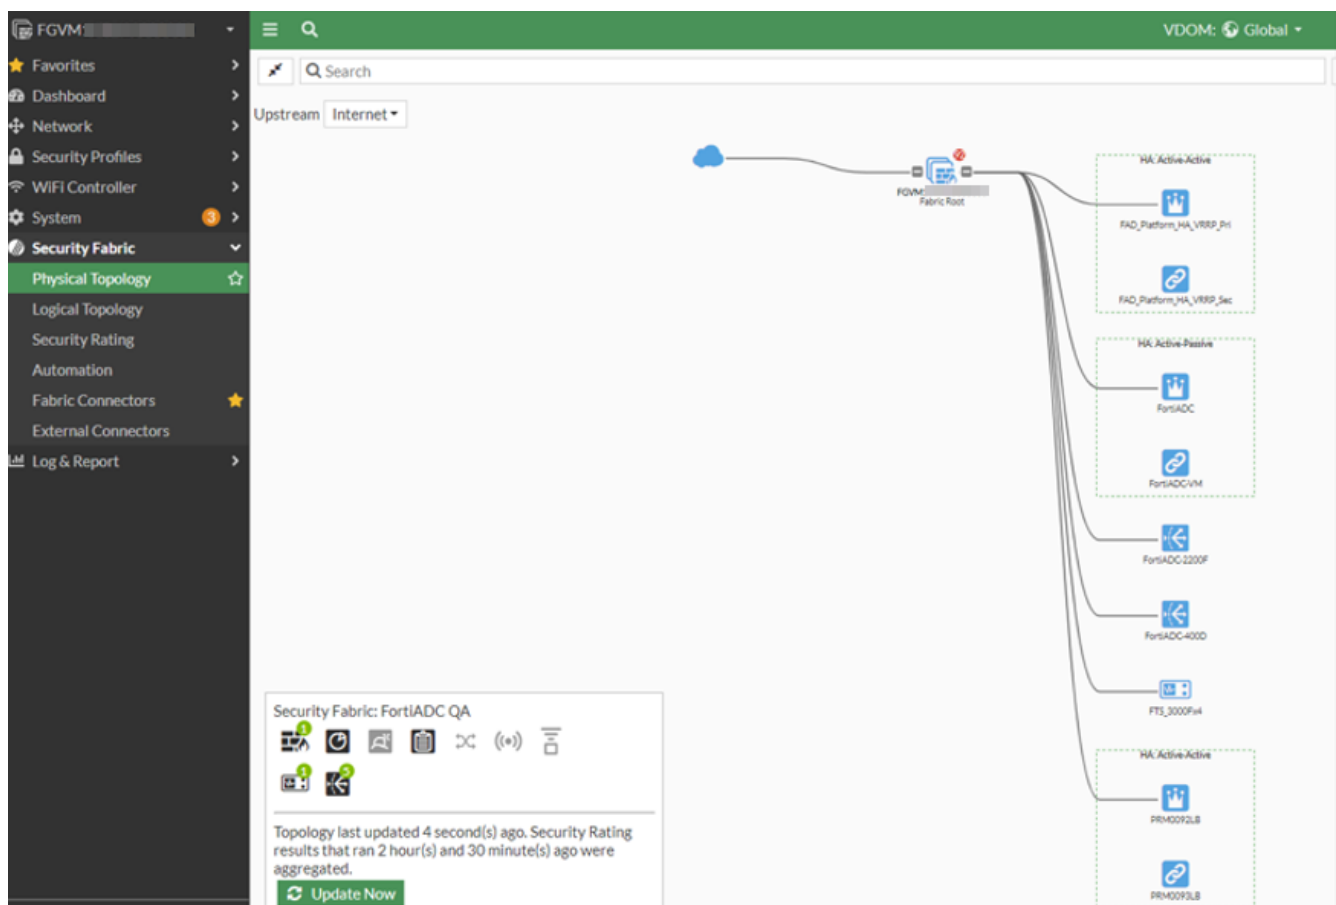 FGVM
VDOM: Global
Favorites
Dashboard
Network
Security Profiles
WiFi Controller
System 3
Security Fabric
Physical Topology
Logical Topology
Security Rating
Automation
Fabric Connectors
External Connectors
Log & Report
Search
Upstream Internet
FGVM
Fabric Root
HA: Active-Active
FAD_Platform_HA_VRRP_Pri
FAD_Platform_HA_VRRP_Sec
HA: Active-Passive
FortiADC
FortiADC-VM
FortiADC-2200F
FortiADC-400D
FTS_3000Fx4
HA: Active-Active
PRM0092LB
PRM0093LB
Security Fabric: FortiADC QA
1
1 5
Topology last updated 4 second(s) ago. Security Rating
results that ran 2 hour(s) and 30 minute(s) ago were
aggregated.
Update Now